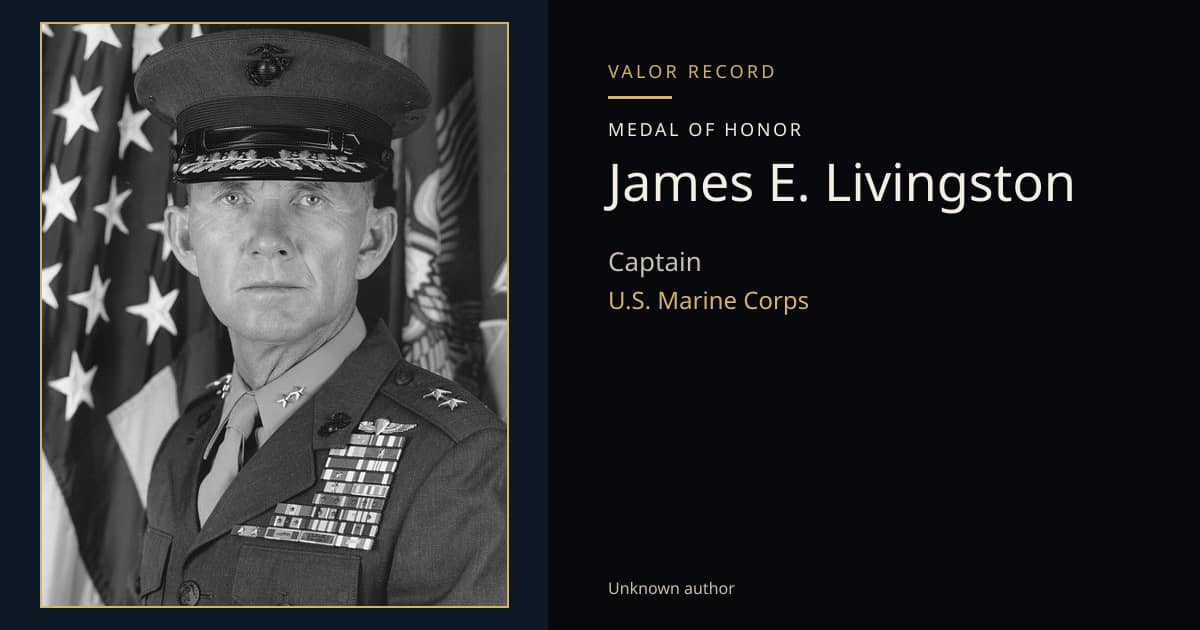 VALOR RECORD
MEDAL OF HONOR
James E. Livingston
Captain
U.S. Marine Corps
Unknown author